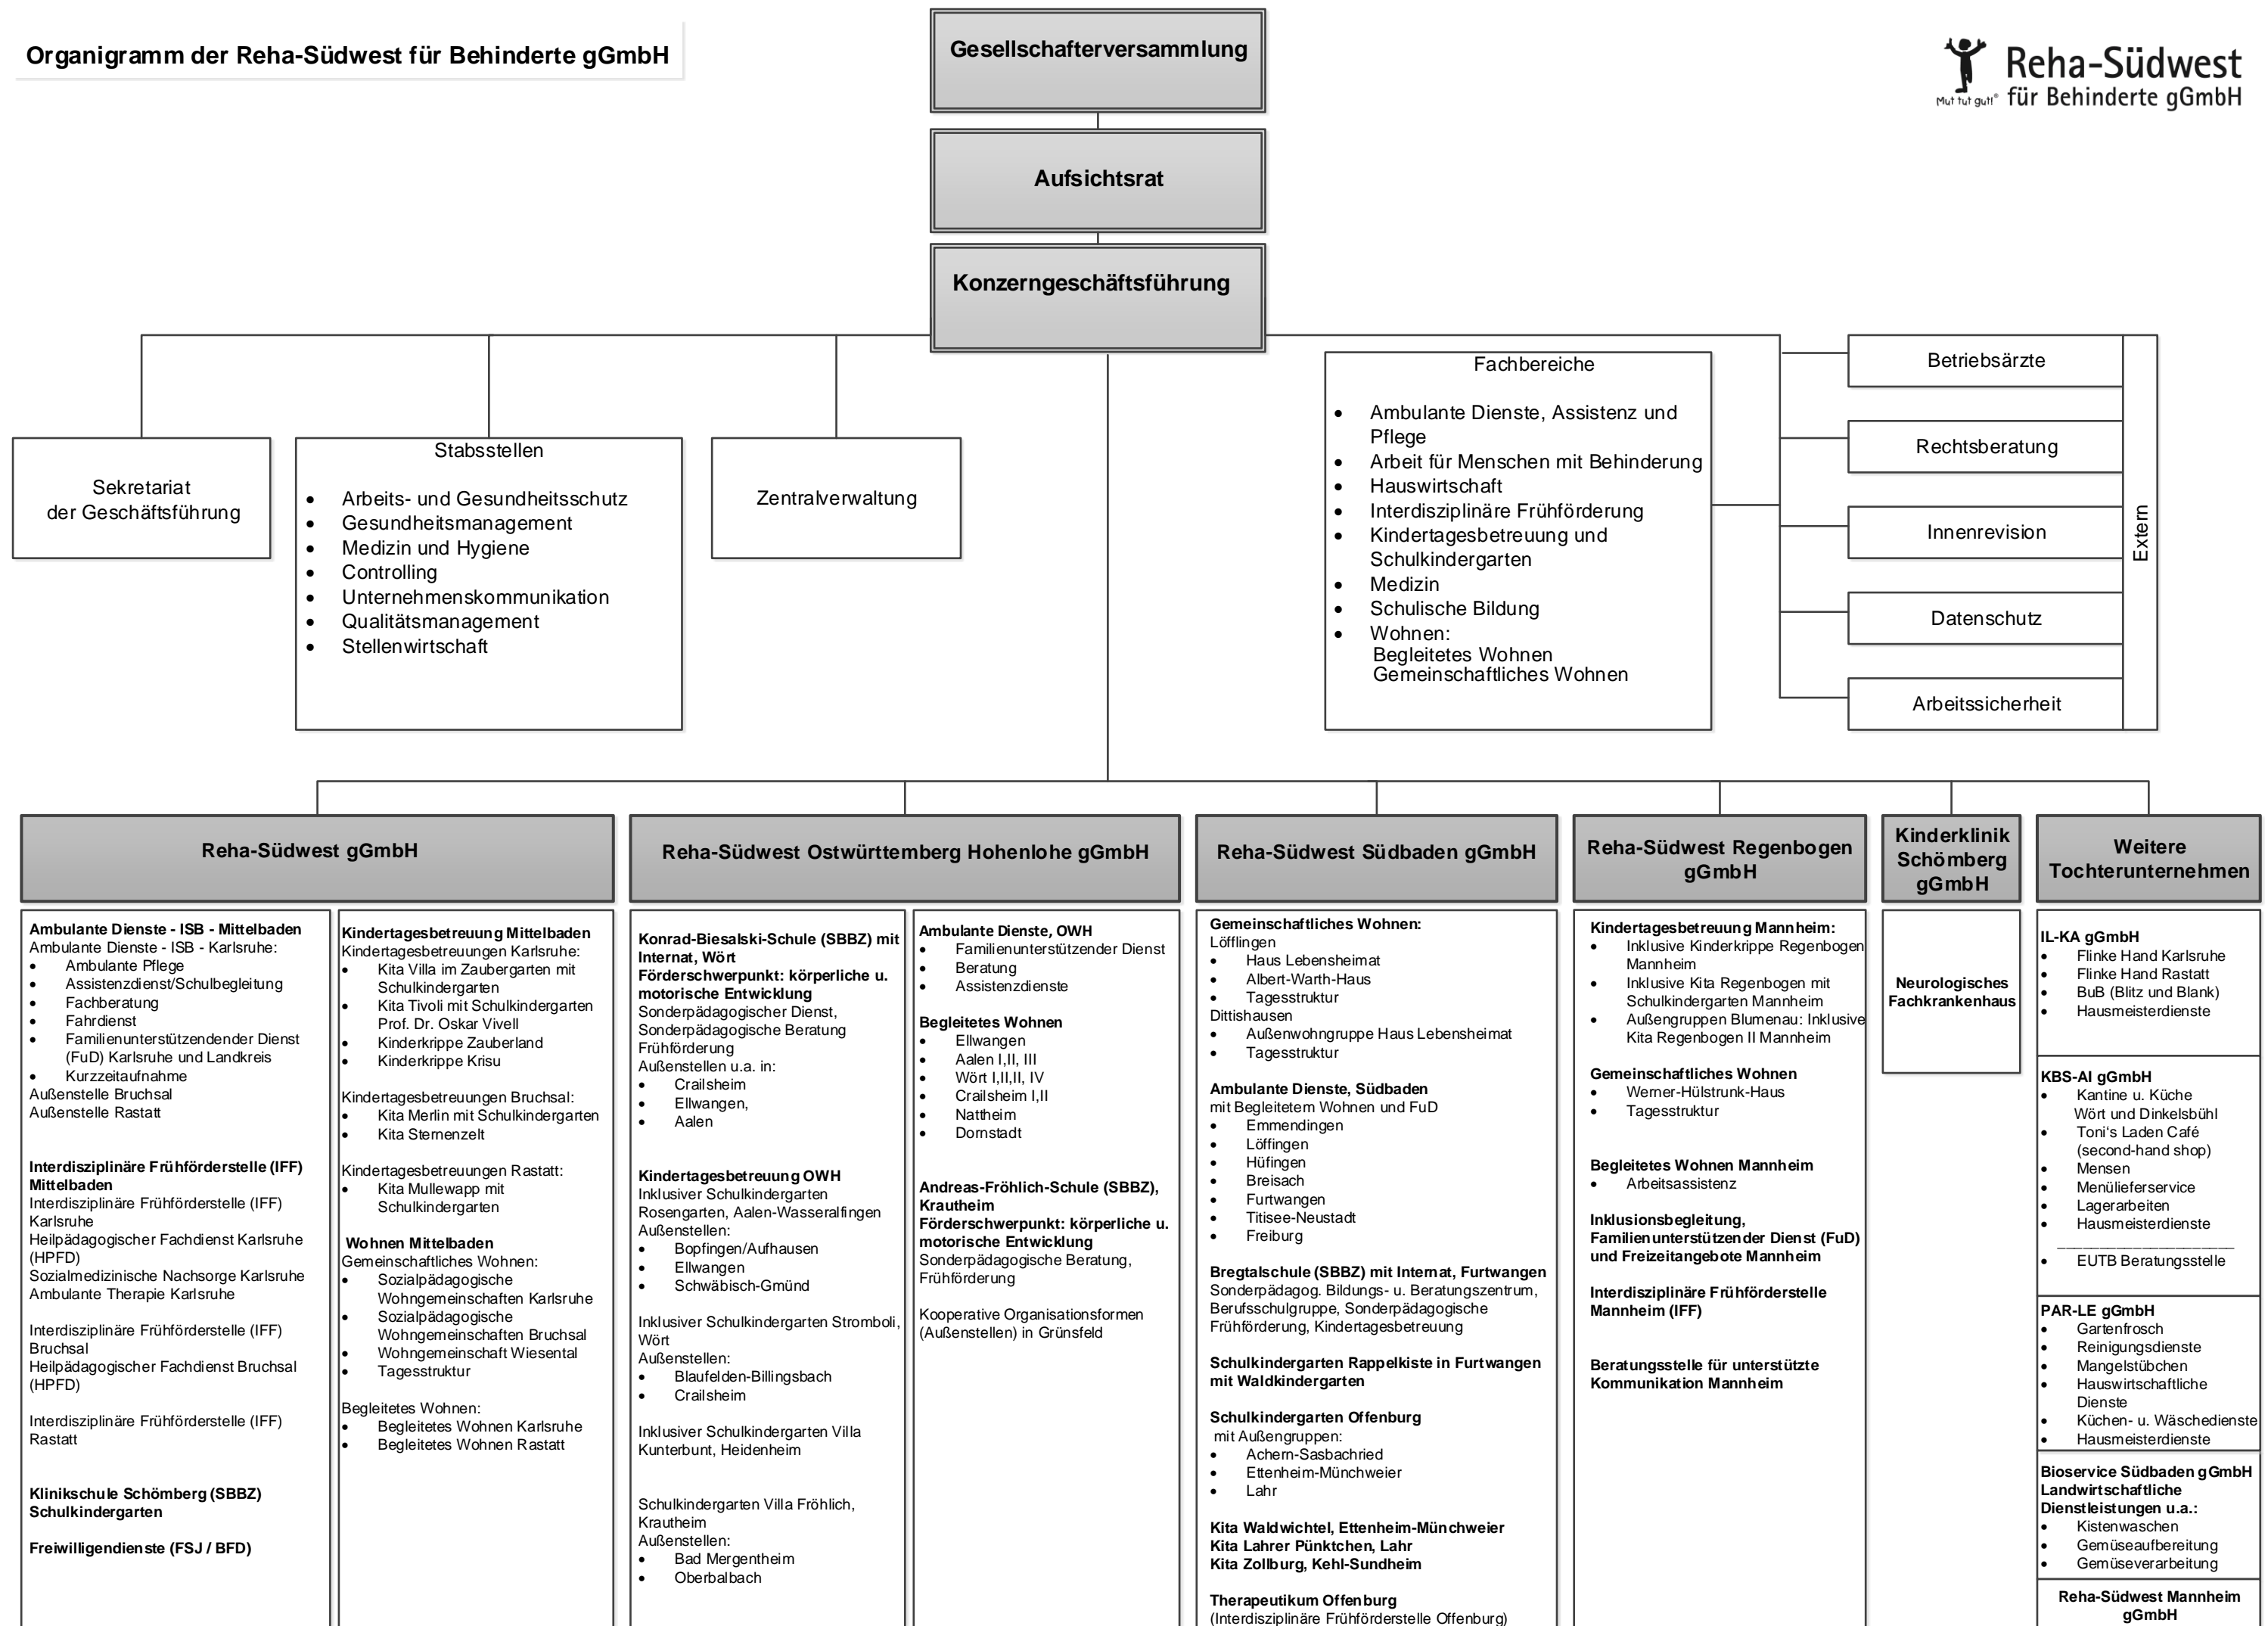 Organigramm der Reha-Südwest für Behinderte gGmbH
Mut tut gut!®
Reha-Südwest
für Behinderte gGmbH
Gesellschafterversammlung
Aufsichtsrat
Konzerngeschäftsführung
Sekretariat
der Geschäftsführung
Stabsstellen
• Arbeits- und Gesundheitsschutz
• Gesundheitsmanagement
• Medizin und Hygiene
• Controlling
• Unternehmenskommunikation
• Qualitätsmanagement
• Stellenwirtschaft
Zentralverwaltung
Fachbereiche
• Ambulante Dienste, Assistenz und
Pflege
• Arbeit für Menschen mit Behinderung
• Hauswirtschaft
• Interdisziplinäre Frühförderung
• Kindertagesbetreuung und
Schulkindergarten
• Medizin
• Schulische Bildung
• Wohnen:
Begleitetes Wohnen
Gemeinschaftliches Wohnen
Betriebsärzte
Rechtsberatung
Innenrevision
Datenschutz
Arbeitssicherheit
Extern
Reha-Südwest gGmbH
Ambulante Dienste - ISB - Mittelbaden
Ambulante Dienste - ISB - Karlsruhe:
• Ambulante Pflege
• Assistenzdienst/Schulbegleitung
• Fachberatung
• Fahrdienst
• Familienunterstützendender Dienst
(FuD) Karlsruhe und Landkreis
• Kurzzeitaufnahme
Außenstelle Bruchsal
Außenstelle Rastatt
Interdisziplinäre Frühförderstelle (IFF)
Mittelbaden
Interdisziplinäre Frühförderstelle (IFF)
Karlsruhe
Heilpädagogischer Fachdienst Karlsruhe
(HPFD)
Sozialmedizinische Nachsorge Karlsruhe
Ambulante Therapie Karlsruhe
Interdisziplinäre Frühförderstelle (IFF)
Bruchsal
Heilpädagogischer Fachdienst Bruchsal
(HPFD)
Interdisziplinäre Frühförderstelle (IFF)
Rastatt
Klinikschule Schömberg (SBBZ)
Schulkindergarten
Freiwilligendienste (FSJ / BFD)
Kindertagesbetreuung Mittelbaden
Kindertagesbetreuungen Karlsruhe:
• Kita Villa im Zaubergarten mit
Schulkindergarten
• Kita Tivoli mit Schulkindergarten
Prof. Dr. Oskar Vivell
• Kinderkrippe Zauberland
• Kinderkrippe Krisu
Kindertagesbetreuungen Bruchsal:
• Kita Merlin mit Schulkindergarten
• Kita Sternenzelt
Kindertagesbetreuungen Rastatt:
• Kita Mullewapp mit
Schulkindergarten
Wohnen Mittelbaden
Gemeinschaftliches Wohnen:
• Sozialpädagogische
Wohngemeinschaften Karlsruhe
• Sozialpädagogische
Wohngemeinschaften Bruchsal
• Wohngemeinschaft Wiesental
• Tagesstruktur
Begleitetes Wohnen:
• Begleitetes Wohnen Karlsruhe
• Begleitetes Wohnen Rastatt
Reha-Südwest Ostwürttemberg Hohenlohe gGmbH
Konrad-Biesalski-Schule (SBBZ) mit
Internat, Wört
Förderschwerpunkt: körperliche u.
motorische Entwicklung
Sonderpädagogischer Dienst,
Sonderpädagogische Beratung
Frühförderung
Außenstellen u.a. in:
• Crailsheim
• Ellwangen,
• Aalen
Kindertagesbetreuung OWH
Inklusiver Schulkindergarten
Rosengarten, Aalen-Wasseralfingen
Außenstellen:
• Bopfingen/Aufhausen
• Ellwangen
• Schwäbisch-Gmünd
Inklusiver Schulkindergarten Stromboli,
Wört
Außenstellen:
• Blaufelden-Billingsbach
• Crailsheim
Inklusiver Schulkindergarten Villa
Kunterbunt, Heidenheim
Schulkindergarten Villa Fröhlich,
Krautheim
Außenstellen:
• Bad Mergentheim
• Oberbalbach
Ambulante Dienste, OWH
• Familienunterstützender Dienst
• Beratung
• Assistenzdienste
Begleitetes Wohnen
• Ellwangen
• Aalen I,II, III
• Wört I,II,II, IV
• Crailsheim I,II
• Nattheim
• Dornstadt
Andreas-Fröhlich-Schule (SBBZ),
Krautheim
Förderschwerpunkt: körperliche u.
motorische Entwicklung
Sonderpädagogische Beratung,
Frühförderung
Kooperative Organisationsformen
(Außenstellen) in Grünsfeld
Reha-Südwest Südbaden gGmbH
Gemeinschaftliches Wohnen:
Löfflingen
• Haus Lebensheimat
• Albert-Warth-Haus
• Tagesstruktur
Dittishausen
• Außenwohngruppe Haus Lebensheimat
• Tagesstruktur
Ambulante Dienste, Südbaden
mit Begleitetem Wohnen und FuD
• Emmendingen
• Löffingen
• Hüfingen
• Breisach
• Furtwangen
• Titisee-Neustadt
• Freiburg
Bregtalschule (SBBZ) mit Internat, Furtwangen
Sonderpädagog. Bildungs- u. Beratungszentrum,
Berufsschulgruppe, Sonderpädagogische
Frühförderung, Kindertagesbetreuung
Schulkindergarten Rappelkiste in Furtwangen
mit Waldkindergarten
Schulkindergarten Offenburg
mit Außengruppen:
• Achern-Sasbachried
• Ettenheim-Münchweier
• Lahr
Kita Waldwichtel, Ettenheim-Münchweier
Kita Lahrer Pünktchen, Lahr
Kita Zollburg, Kehl-Sundheim
Therapeutikum Offenburg
(Interdisziplinäre Frühförderstelle Offenburg)
Reha-Südwest Regenbogen
gGmbH
Kindertagesbetreuung Mannheim:
• Inklusive Kinderkrippe Regenbogen
Mannheim
• Inklusive Kita Regenbogen mit
Schulkindergarten Mannheim
• Außengruppen Blumenau: Inklusive
Kita Regenbogen II Mannheim
Gemeinschaftliches Wohnen
• Werner-Hülstrunk-Haus
• Tagesstruktur
Begleitetes Wohnen Mannheim
• Arbeitsassistenz
Inklusionsbegleitung,
Familienunterstützender Dienst (FuD)
und Freizeitangebote Mannheim
Interdisziplinäre Frühförderstelle
Mannheim (IFF)
Beratungsstelle für unterstützte
Kommunikation Mannheim
Kinderklinik
Schömberg
gGmbH
Neurologisches
Fachkrankenhaus
Weitere
Tochterunternehmen
IL-KA gGmbH
• Flinke Hand Karlsruhe
• Flinke Hand Rastatt
• BuB (Blitz und Blank)
• Hausmeisterdienste
KBS-AI gGmbH
• Kantine u. Küche
Wört und Dinkelsbühl
• Toni‘s Laden Café
(second-hand shop)
• Mensen
• Menülieferservice
• Lagerarbeiten
• Hausmeisterdienste
• EUTB Beratungsstelle
PAR-LE gGmbH
• Gartenfrosch
• Reinigungsdienste
• Mangelstübchen
• Hauswirtschaftliche
Dienste
• Küchen- u. Wäschedienste
• Hausmeisterdienste
Bioservice Südbaden gGmbH
Landwirtschaftliche
Dienstleistungen u.a.:
• Kistenwaschen
• Gemüseaufbereitung
• Gemüseverarbeitung
Reha-Südwest Mannheim
gGmbH